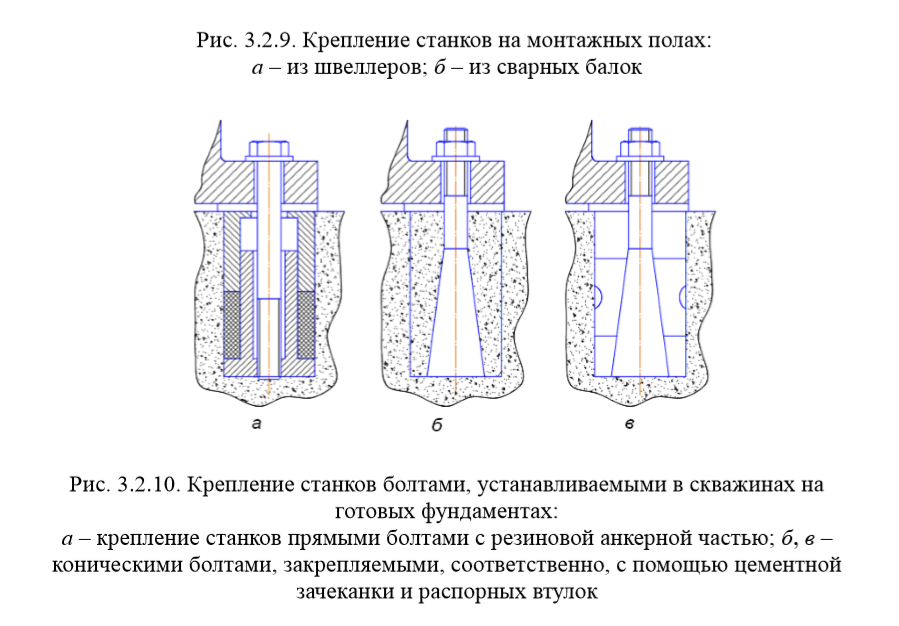 Рис. 3.2.9. Крепление станков на монтажных полах:
а – из швеллеров; б – из сварных балок
а
б
в
Рис. 3.2.10. Крепление станков болтами, устанавливаемыми в скважинах на
готовых фундаментах:
а – крепление станков прямыми болтами с резиновой анкерной частью; б, в –
коническими болтами, закрепляемыми, соответственно, с помощью цементной
зачеканки и распорных втулок